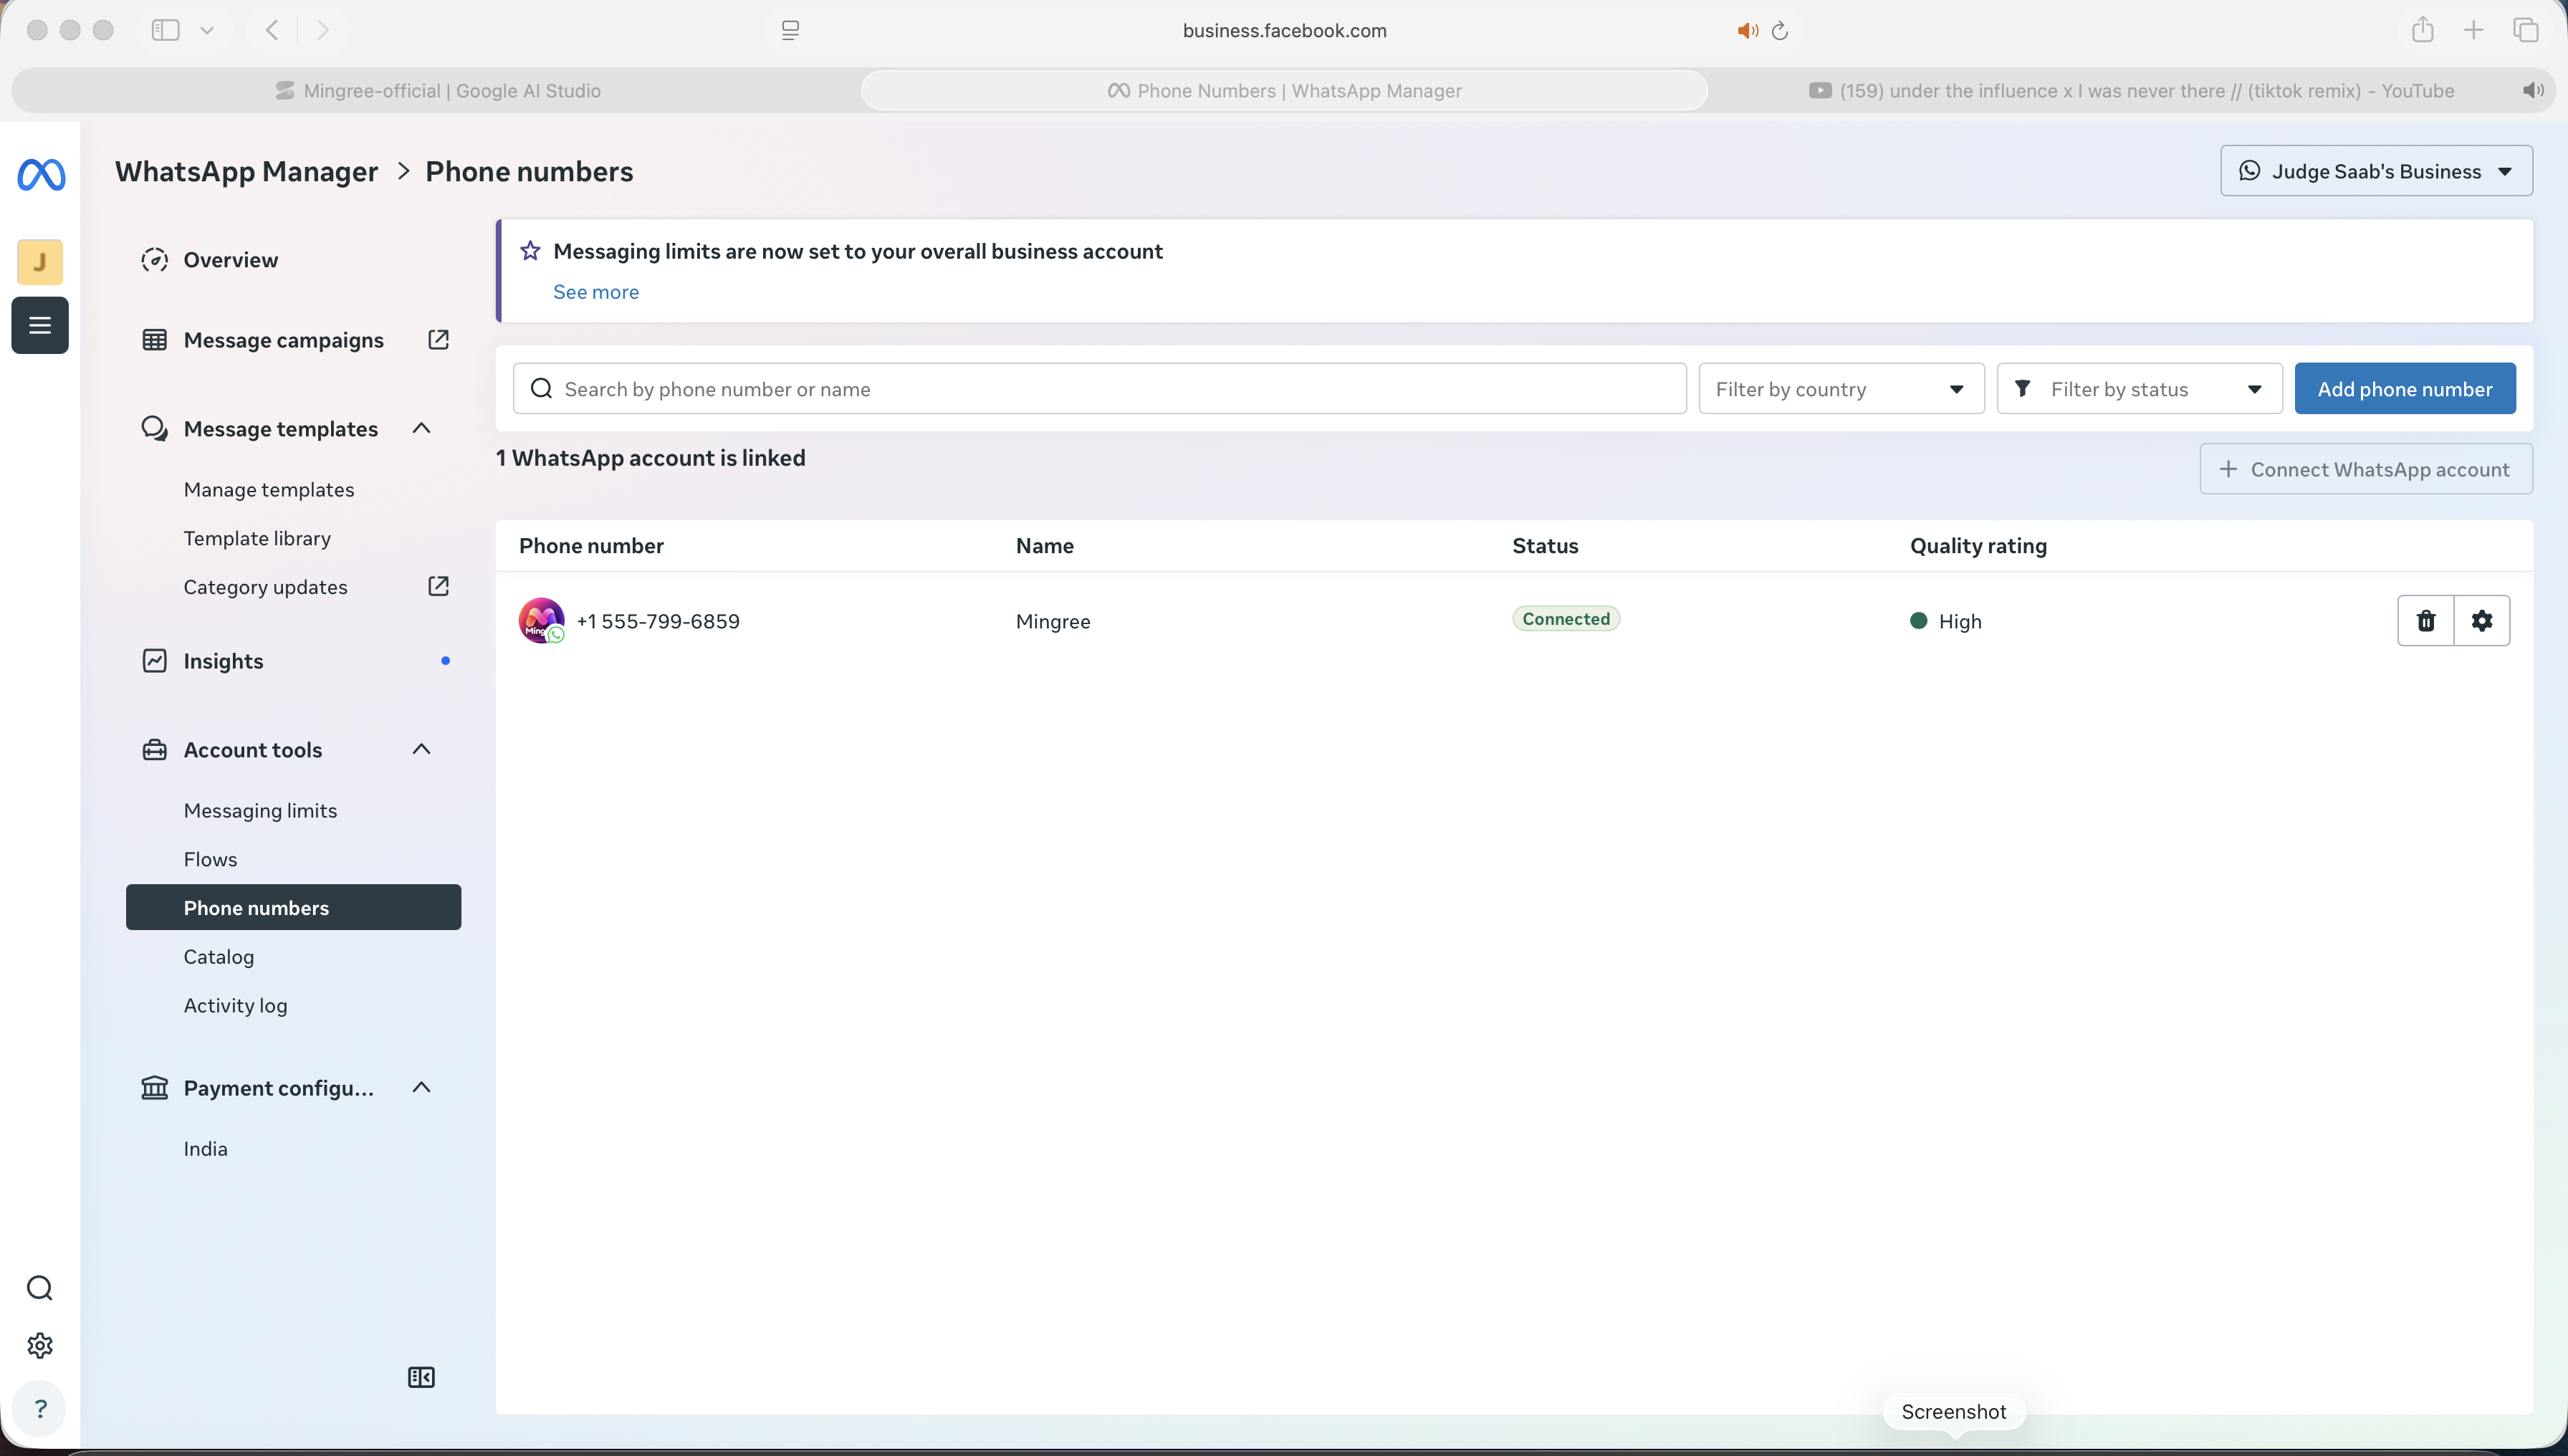 business.facebook.com
Mingree-official | Google AI Studio
Phone Numbers | WhatsApp Manager
(159) under the influence x I was never there // (tiktok remix) - YouTube
WhatsApp Manager > Phone numbers
Judge Saab's Business
J
Overview
Message campaigns
Message templates
Manage templates
Template library
Category updates
Insights
Account tools
Messaging limits
Flows
Phone numbers
Catalog
Activity log
Payment configu...
India
?
Messaging limits are now set to your overall business account
See more
Search by phone number or name
Filter by country
Filter by status
Add phone number
1 WhatsApp account is linked
+ Connect WhatsApp account
Phone number Name Status Quality rating
+1 555-799-6859 Mingree Connected High
Screenshot